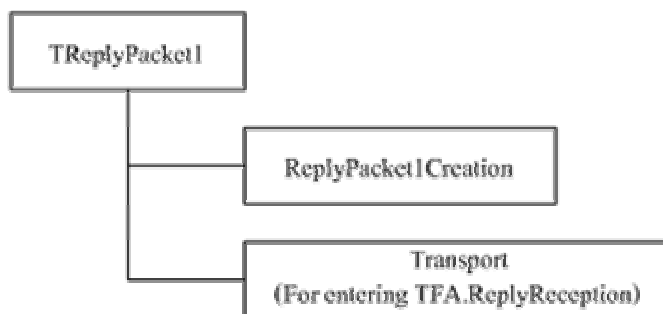 TReplyPacket1
ReplyPacket1Creation
Transport
(For entering TFA.ReplyReception)